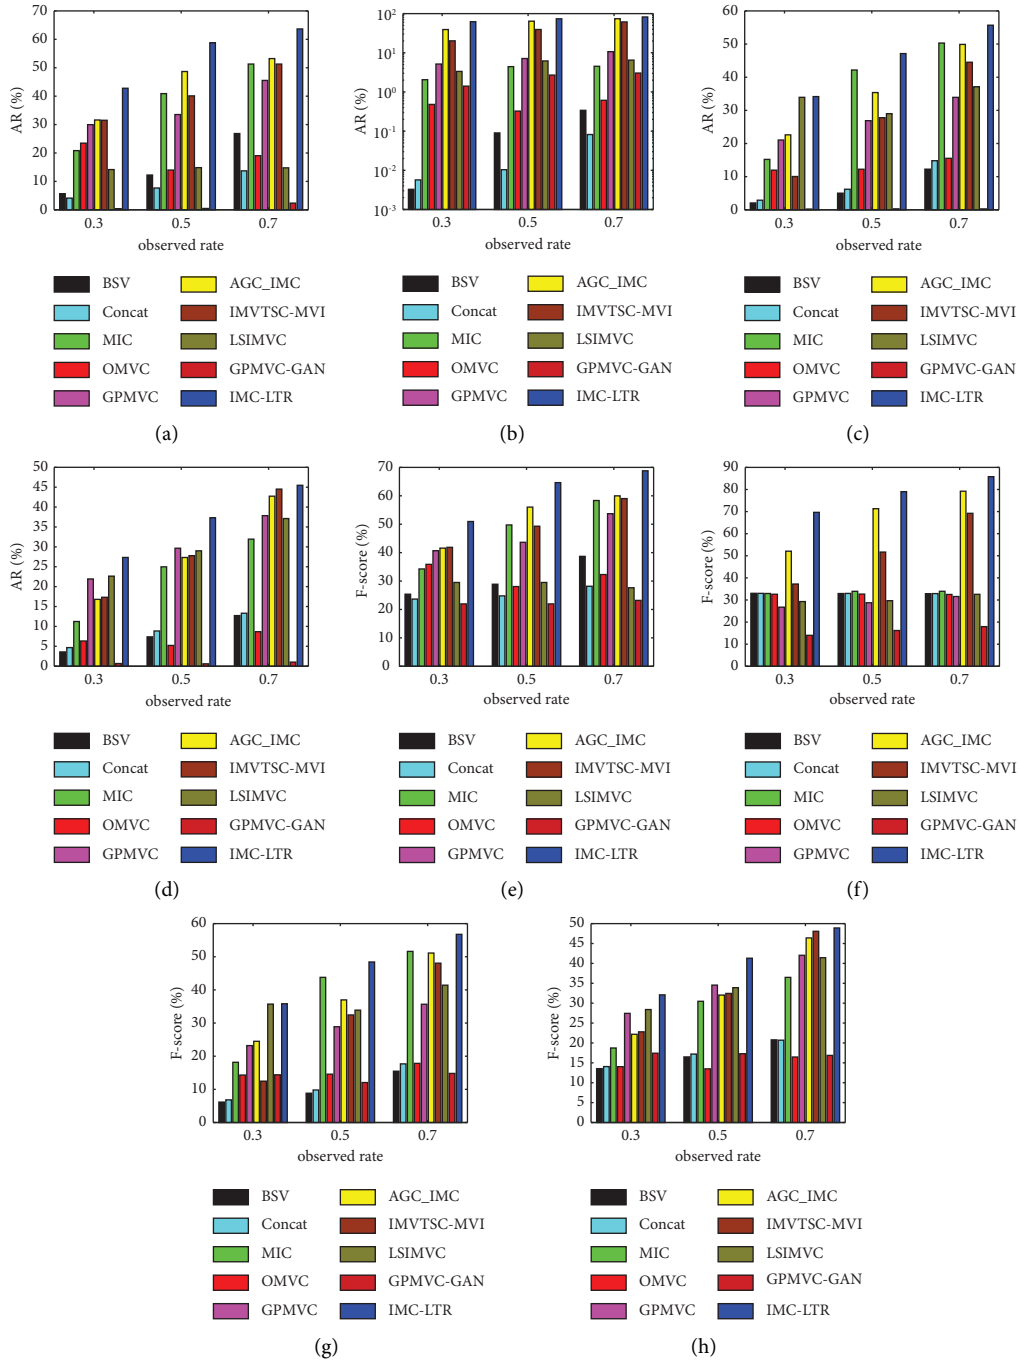 AR (%)
70
60
50
40
30
20
10
0
0.3 0.5 0.7
observed rate
BSV AGC_IMC
Concat IMVTSC-MVI
MIC LSIMVC
OMVC GPMVC-GAN
GPMVC IMC-LTR
(a)
AR (%)
10²
10¹
10⁰
10⁻¹
10⁻²
10⁻³
0.3 0.5 0.7
observed rate
BSV AGC_IMC
Concat IMVTSC-MVI
MIC LSIMVC
OMVC GPMVC-GAN
GPMVC IMC-LTR
(b)
AR (%)
60
50
40
30
20
10
0
0.3 0.5 0.7
observed rate
BSV AGC_IMC
Concat IMVTSC-MVI
MIC LSIMVC
OMVC GPMVC-GAN
GPMVC IMC-LTR
(c)
AR (%)
50
45
40
35
30
25
20
15
10
5
0
0.3 0.5 0.7
observed rate
BSV AGC_IMC
Concat IMVTSC-MVI
MIC LSIMVC
OMVC GPMVC-GAN
GPMVC IMC-LTR
(d)
F-score (%)
70
60
50
40
30
20
10
0
0.3 0.5 0.7
observed rate
BSV AGC_IMC
Concat IMVTSC-MVI
MIC LSIMVC
OMVC GPMVC-GAN
GPMVC IMC-LTR
(e)
F-score (%)
90
80
70
60
50
40
30
20
10
0
0.3 0.5 0.7
observed rate
BSV AGC_IMC
Concat IMVTSC-MVI
MIC LSIMVC
OMVC GPMVC-GAN
GPMVC IMC-LTR
(f)
F-score (%)
60
50
40
30
20
10
0
0.3 0.5 0.7
observed rate
BSV AGC_IMC
Concat IMVTSC-MVI
MIC LSIMVC
OMVC GPMVC-GAN
GPMVC IMC-LTR
(g)
F-score (%)
50
45
40
35
30
25
20
15
10
5
0
0.3 0.5 0.7
observed rate
BSV AGC_IMC
Concat IMVTSC-MVI
MIC LSIMVC
OMVC GPMVC-GAN
GPMVC IMC-LTR
(h)